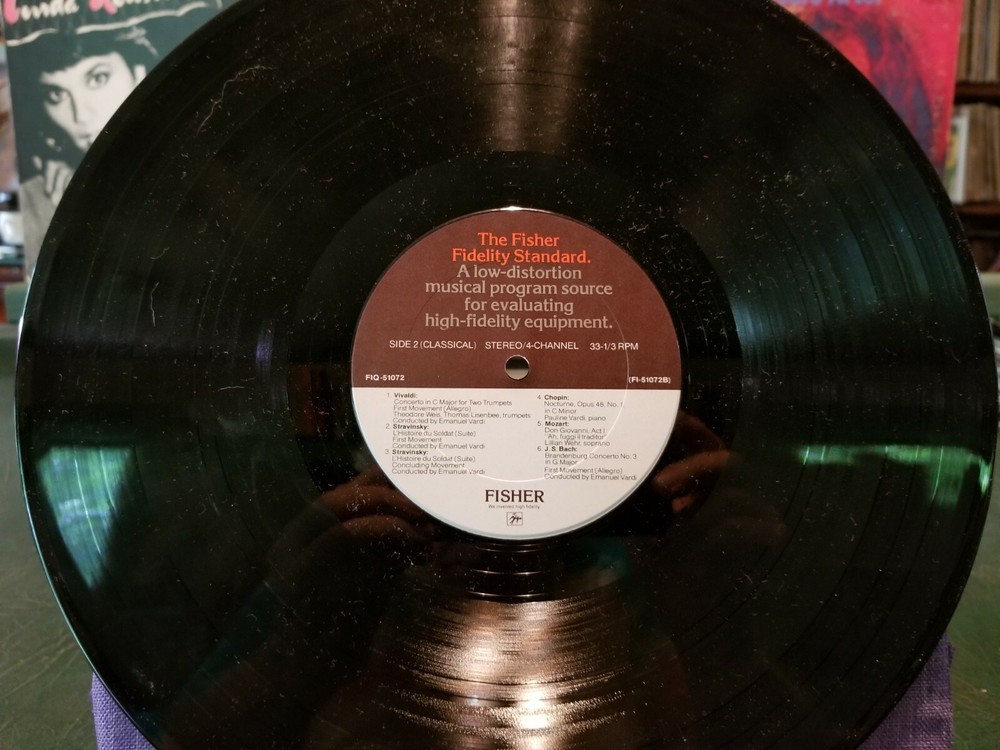 The Fisher
Fidelity Standard.
A low-distortion
musical program source
for evaluating
high-fidelity equipment.
SIDE 2 (CLASSICAL) STEREO/4-CHANNEL 33-1/3 RPM
FIQ-51072
(FI-51072B)
1. Vivaldi:
Concerto in C Major for Two Trumpets
First Movement (Allegro)
Theodore Weis, Thomas Lisenbee, trumpets
Conducted by Emanuel Vardi
2. Stravinsky:
L'Histoire du Soldat (Suite)
First Movement
Conducted by Emanuel Vardi
3. Stravinsky:
L'Histoire du Soldat (Suite)
Concluding Movement
Conducted by Emanuel Vardi
4. Chopin:
Nocturne, Opus 48, No. 1,
in C Minor
Pauline Vardi, piano
5. Mozart:
Don Giovanni, Act I
"Ah, fuggi il traditor"
Lillian Wehr, soprano
6. J. S. Bach:
Brandenburg Concerto No. 3
in G Major
First Movement (Allegro)
Conducted by Emanuel Vardi
FISHER
We invented high fidelity.